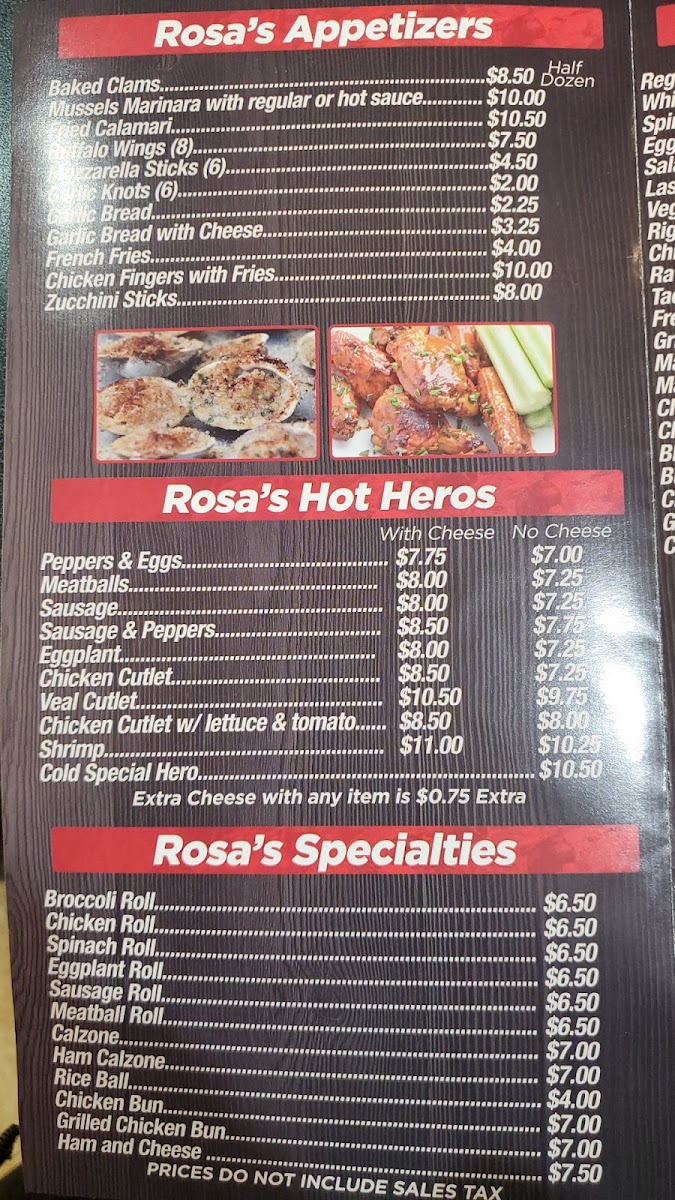 Rosa's Appetizers
Baked Clams........................................................ $8.50 Half Dozen
Mussels Marinara with regular or hot sauce........... $10.00
Fried Calamari..................................................... $10.50
Buffalo Wings (8)................................................. $7.50
Mozzarella Sticks (6)............................................ $4.50
Garlic Knots (6)................................................... $2.00
Garlic Bread........................................................ $2.25
Garlic Bread with Cheese...................................... $3.25
French Fries........................................................ $4.00
Chicken Fingers with Fries.................................... $10.00
Zucchini Sticks.................................................... $8.00
Rosa's Hot Heros
With Cheese No Cheese
Peppers & Eggs.................................... $7.75 $7.00
Meatballs........................................... $8.00 $7.25
Sausage.............................................. $8.00 $7.25
Sausage & Peppers............................. $8.50 $7.75
Eggplant............................................. $8.00 $7.25
Chicken Cutlet.................................... $8.50 $7.25
Veal Cutlet.......................................... $10.50 $9.75
Chicken Cutlet w/ lettuce & tomato...... $8.50 $8.00
Shrimp................................................ $11.00 $10.25
Cold Special Hero.......................................................... $10.50
Extra Cheese with any item is $0.75 Extra
Rosa's Specialties
Broccoli Roll................................................................. $6.50
Chicken Roll................................................................. $6.50
Spinach Roll................................................................. $6.50
Eggplant Roll................................................................ $6.50
Sausage Roll................................................................ $6.50
Meatball Roll................................................................ $6.50
Calzone........................................................................ $7.00
Ham Calzone................................................................ $7.00
Rice Ball....................................................................... $4.00
Chicken Bun................................................................. $7.00
Grilled Chicken Bun...................................................... $7.00
Ham and Cheese .......................................................... $7.50
PRICES DO NOT INCLUDE SALES TAX